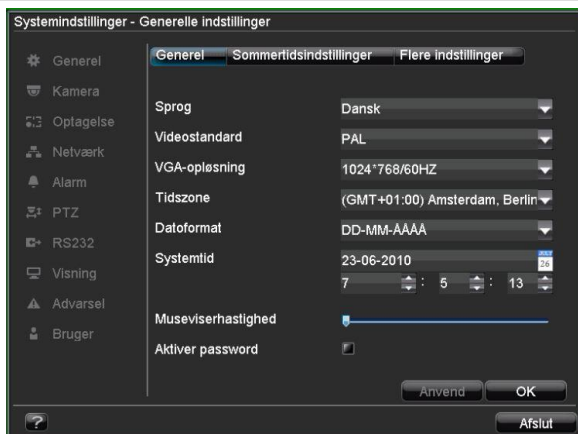 Systemindstillinger - Generelle indstillinger
Generel
Kamera
Optagelse
Netværk
Alarm
PTZ
RS232
Visning
Advarsel
Bruger
Generel Sommertidsindstillinger Flere indstillinger
Sprog Dansk
Videostandard PAL
VGA-opløsning 1024*768/60HZ
Tidszone (GMT+01:00) Amsterdam, Berlin
Datoformat DD-MM-ÅÅÅÅ
Systemtid 23-06-2010
26
7 : 5 : 13
Museviserhastighed
Aktiver password
Anvend OK
? Afslut